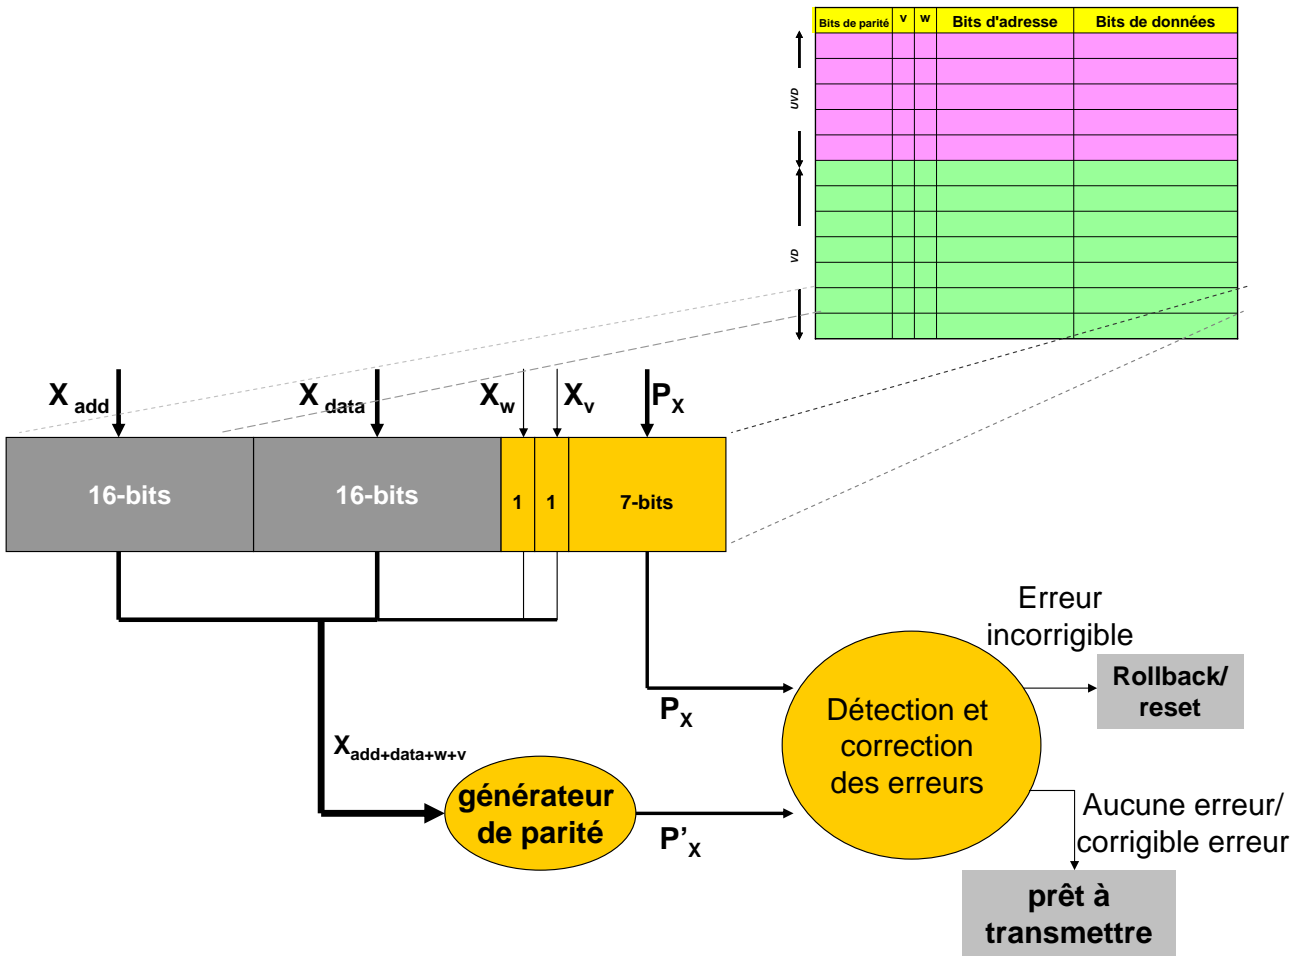 Bits de parité v w Bits d'adresse Bits de données
UVD
VD
X add X data Xw Xv PX
16-bits 16-bits 1 1 7-bits
Erreur
incorrigible
Rollback/
reset
PX
Détection et
correction
des erreurs
Xadd+data+w+v
générateur
de parité
P'X
Aucune erreur/
corrigible erreur
prêt à
transmettre